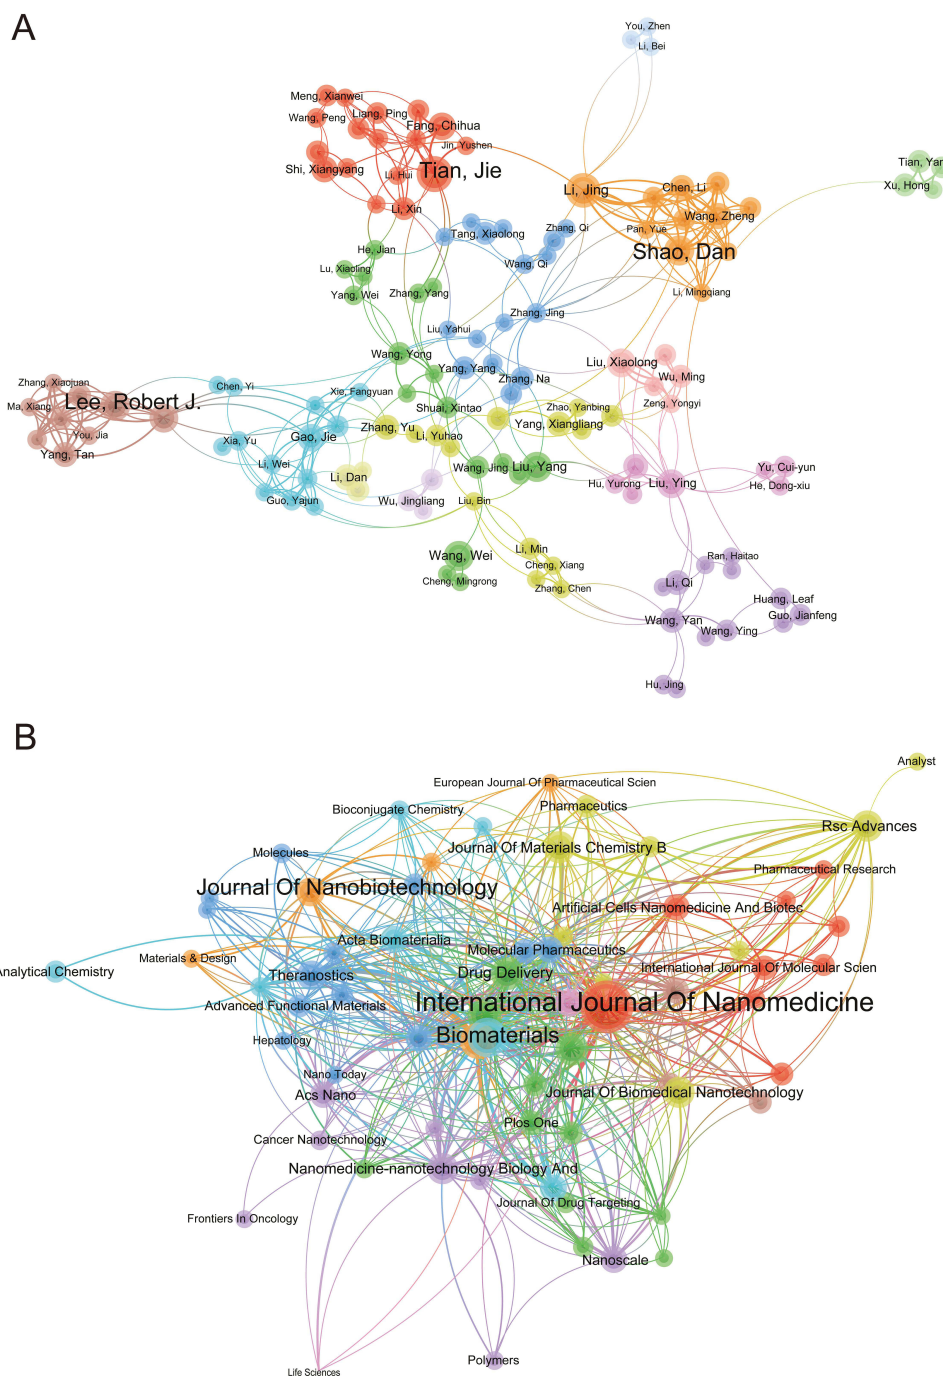 A
You, Zhen
Li, Bei
Meng, Xianwei
Liang, Ping
Wang, Peng
Fang, Chihua
Jin, Yushen
Shi, Xiangyang
Li, Hui
Tian, Jie
Li, Xin
Li, Jing
Chen, Li
Wang, Zheng
Pan, Yue
Shao, Dan
Li, Mingqiang
Tian, Yan
Xu, Hong
Tang, Xiaolong
Zhang, Qi
Wang, Qi
He, Jian
Lu, Xiaoling
Yang, Wei
Zhang, Yang
Zhang, Jing
Liu, Yahui
Wang, Yong
Yang, Yang
Zhang, Na
Liu, Xiaolong
Wu, Ming
Zeng, Yongyi
Zhang, Xiaojuan
Lee, Robert J.
Ma, Xiang
You, Jia
Yang, Tan
Chen, Yi
Xie, Fangyuan
Shuai, Xintao
Zhao, Yanbing
Yang, Xiangliang
Zhang, Yu
Li, Yuhao
Xia, Yu
Gao, Jie
Li, Wei
Li, Dan
Guo, Yajun
Wu, Jingliang
Wang, Jing
Liu, Yang
Liu, Bin
Hu, Yurong
Liu, Ying
Yu, Cui-yun
He, Dong-xiu
Wang, Wei
Cheng, Mingrong
Li, Min
Cheng, Xiang
Zhang, Chen
Ran, Haitao
Li, Qi
Huang, Leaf
Guo, Jianfeng
Wang, Yan
Wang, Ying
Hu, Jing
B
Analyst
European Journal Of Pharmaceutical Scien
Bioconjugate Chemistry
Pharmaceutics
Rsc Advances
Molecules
Journal Of Materials Chemistry B
Pharmaceutical Research
Journal Of Nanobiotechnology
Artificial Cells Nanomedicine And Biotec
Acta Biomaterialia
Molecular Pharmaceutics
Materials & Design
Analytical Chemistry
Theranostics
Drug Delivery
International Journal Of Molecular Scien
Advanced Functional Materials
International Journal Of Nanomedicine
Hepatology
Biomaterials
Nano Today
Acs Nano
Journal Of Biomedical Nanotechnology
Plos One
Cancer Nanotechnology
Nanomedicine-nanotechnology Biology And
Journal Of Drug Targeting
Frontiers In Oncology
Nanoscale
Polymers
Life Sciences